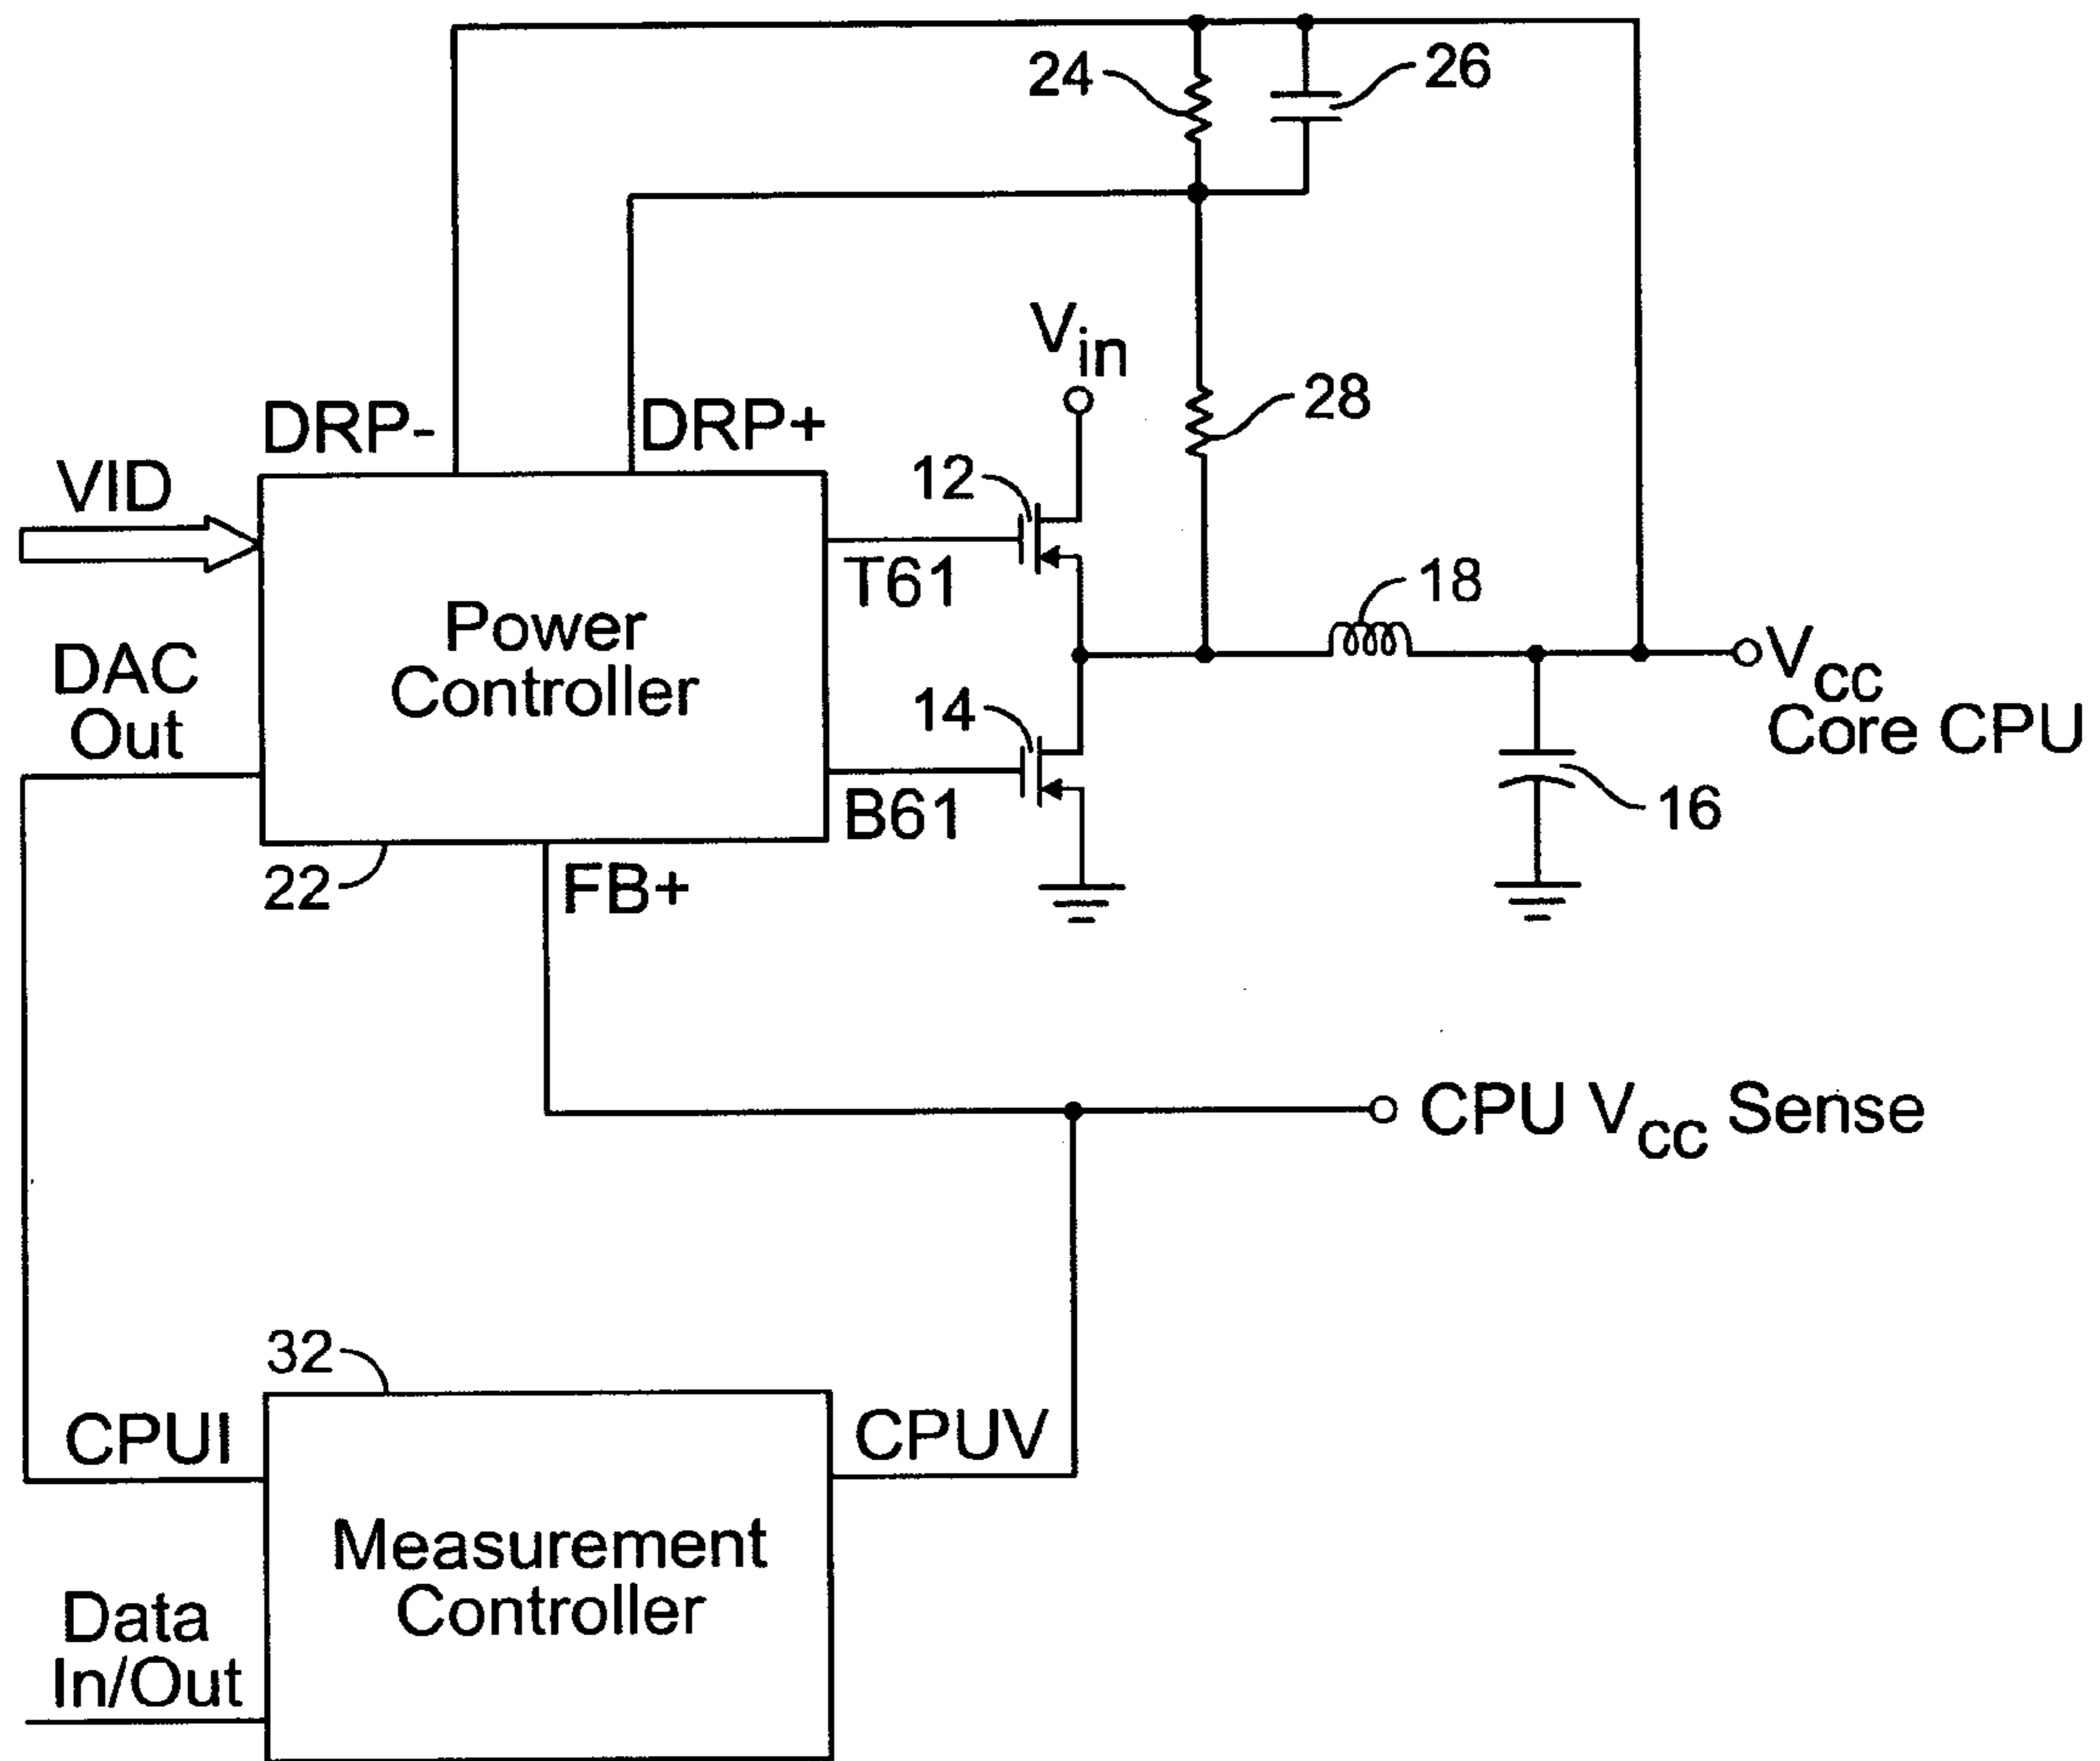 24
26
Vin
28
DRP-
DRP+
VID
12
T61
18
Power
Controller
DAC
Out
Vcc
Core CPU
14
B61
16
22
FB+
CPU Vcc Sense
32
CPUI
CPUV
Measurement
Controller
Data
In/Out